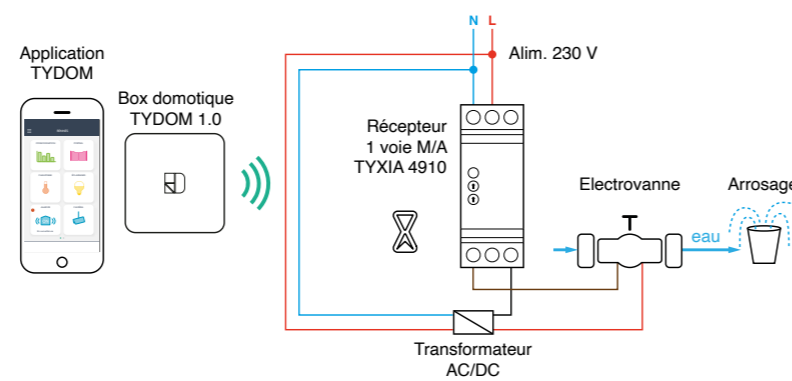 N L
Alim. 230 V
Application
TYDOM
Box domotique
TYDOM 1.0
Récepteur
1 voie M/A
TYXIA 4910
Electrovanne
Arrosage
eau
Transformateur
AC/DC